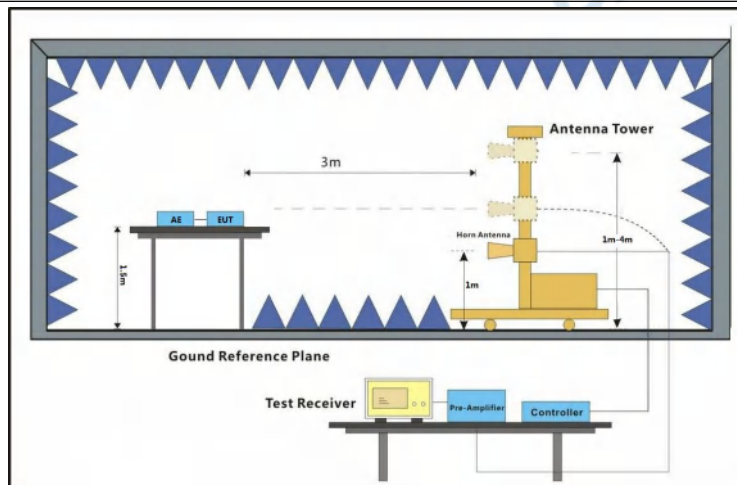 Antenna Tower
3m
AE
EUT
Horn Antenna
1m-4m
1.5m
1m
Gound Reference Plane
Test Receiver
Pre-Amplifier
Controller